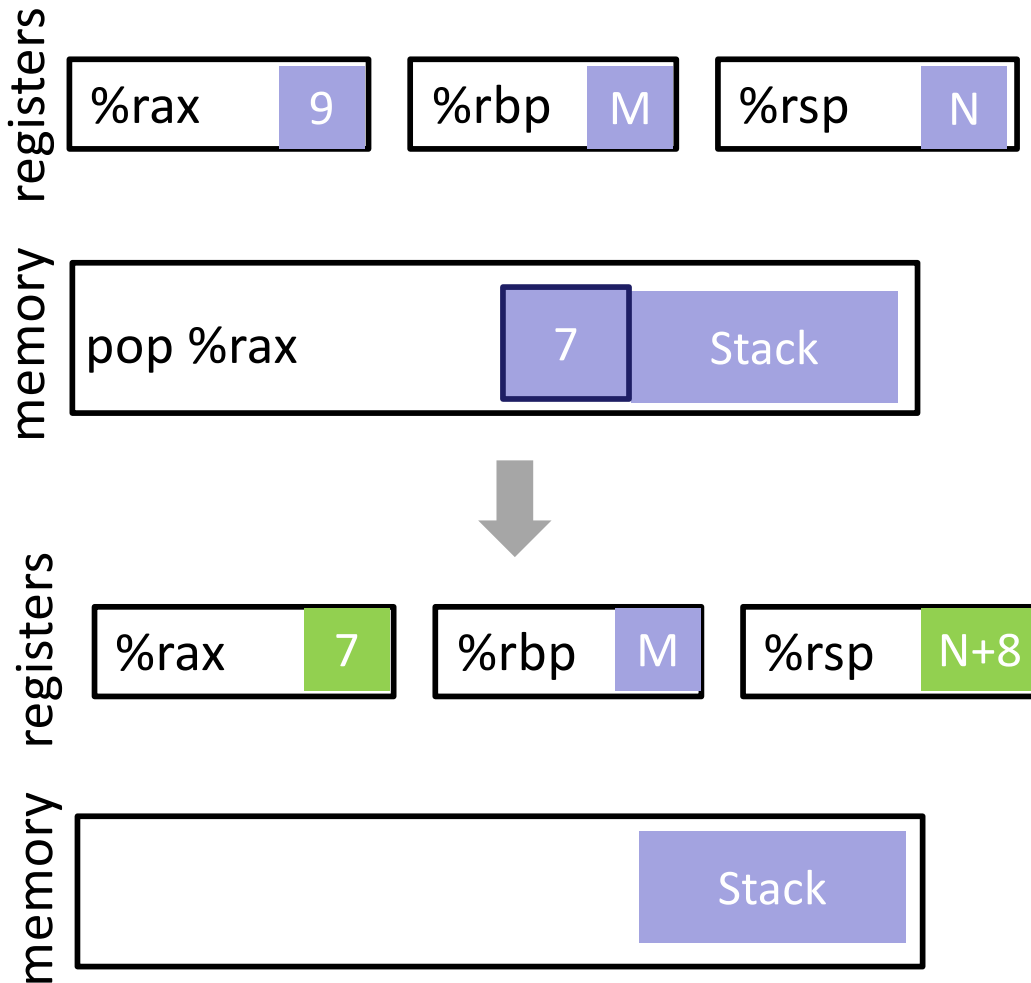 registers
%rax 9 %rbp M %rsp N
memory
pop %rax 7 Stack
registers
%rax 7 %rbp M %rsp N+8
memory
Stack